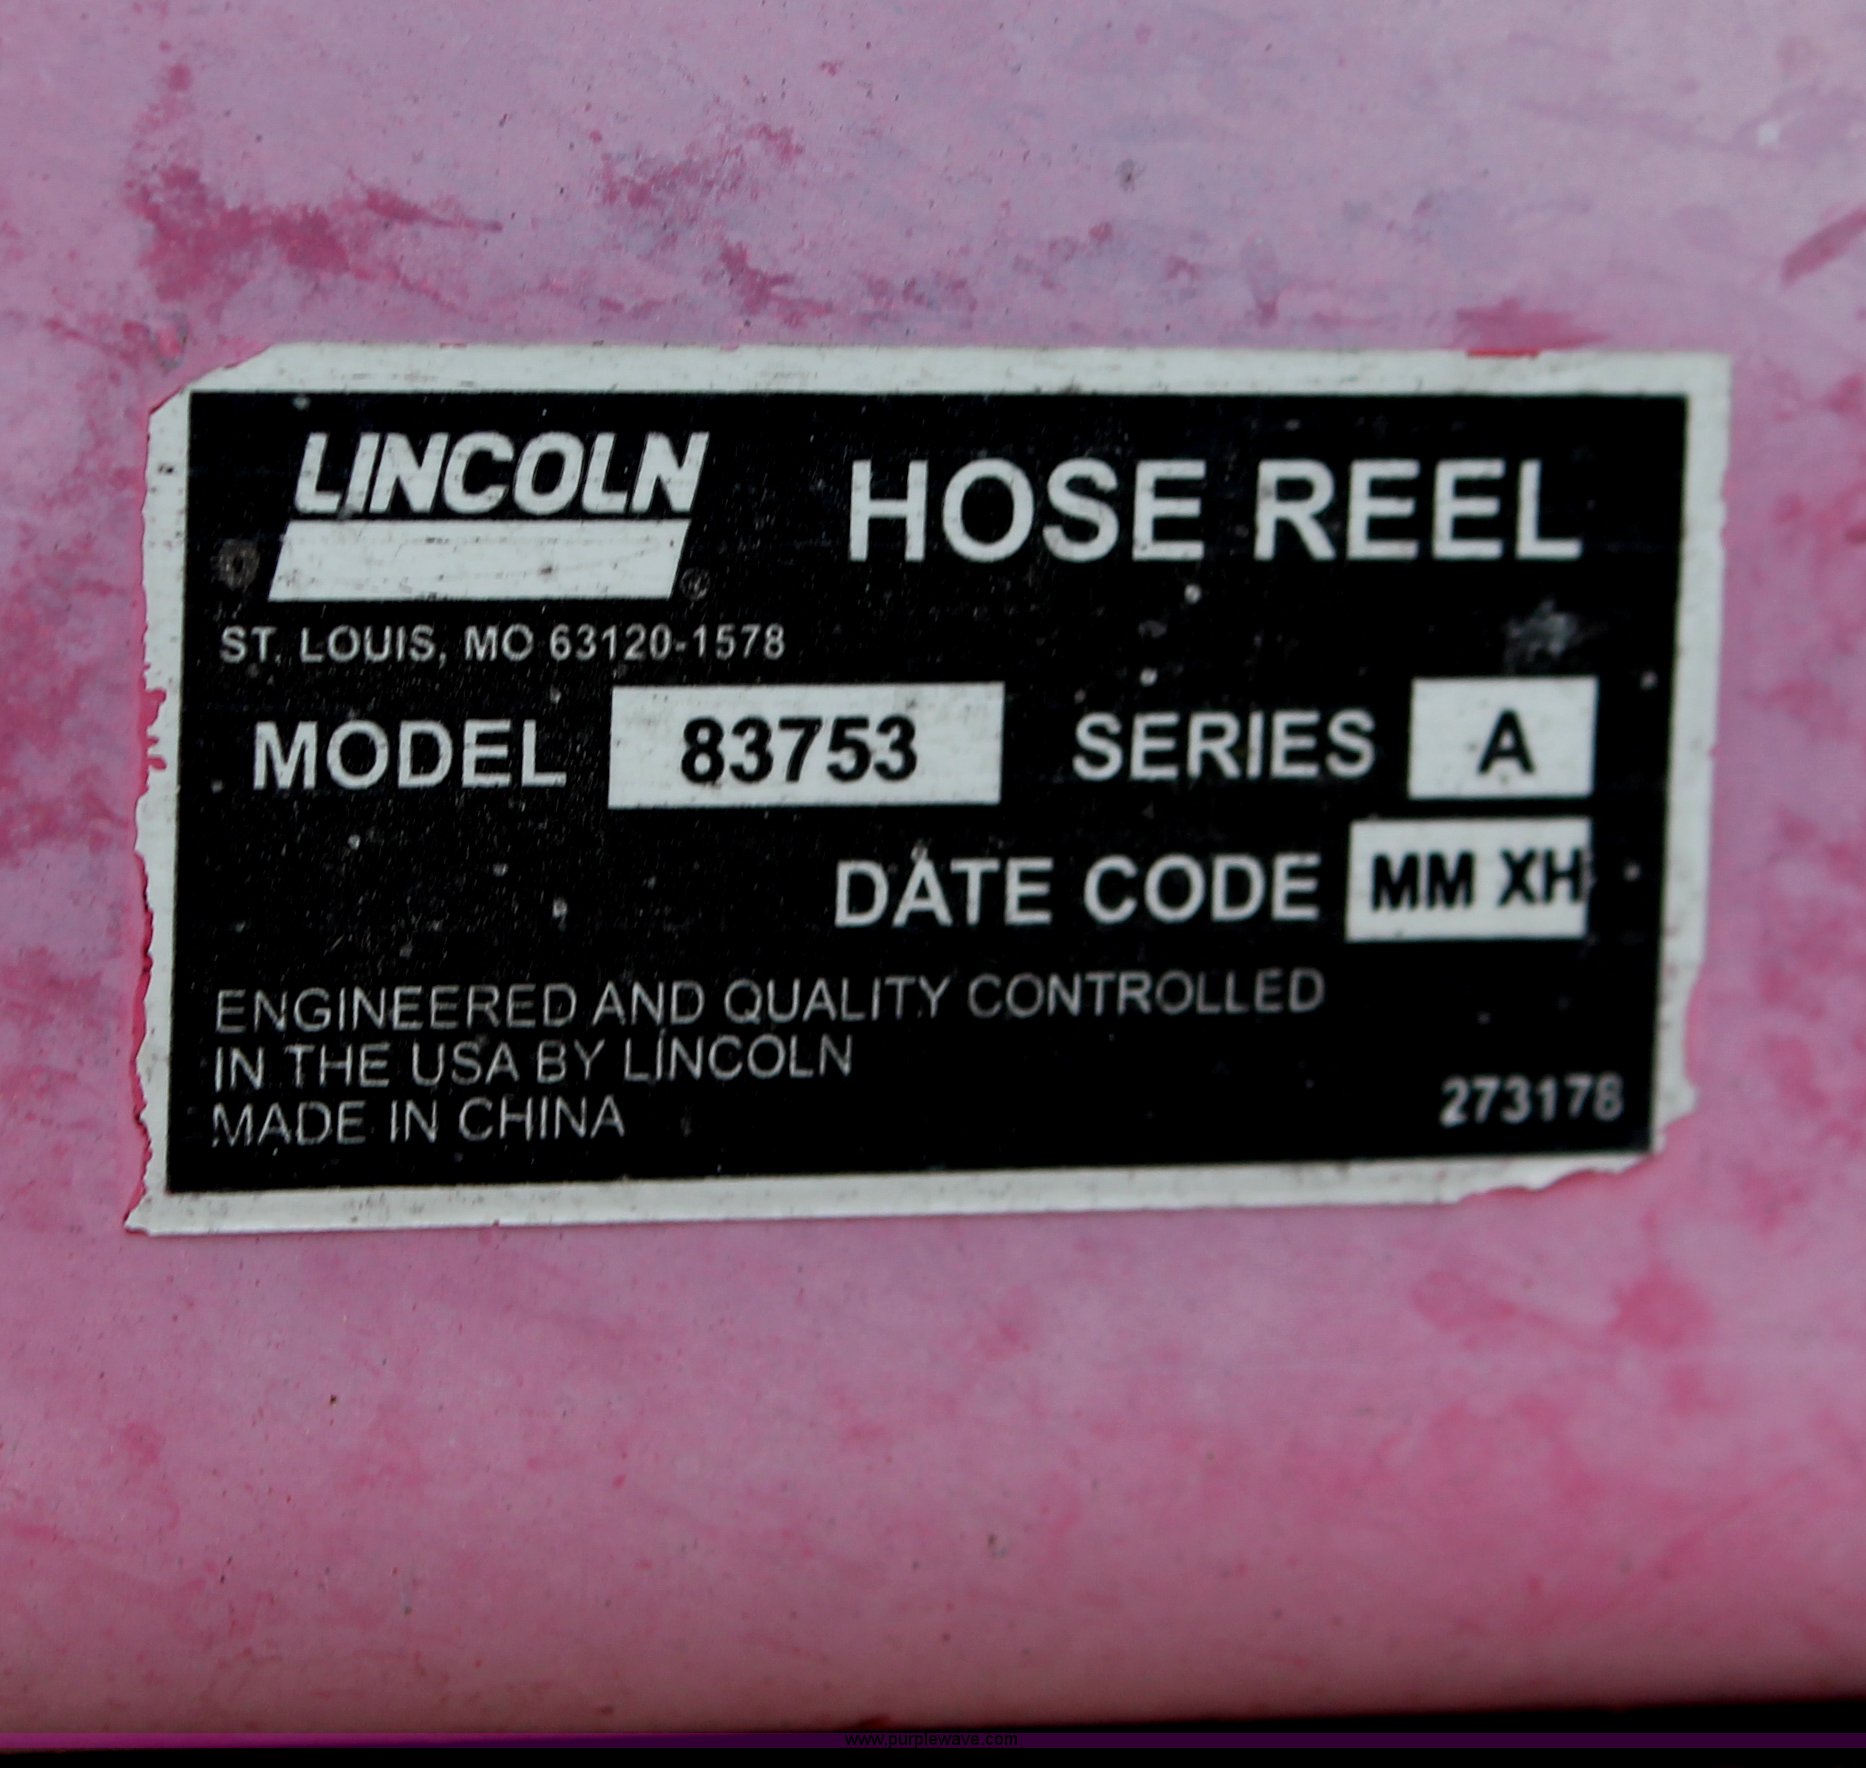 LINCOLN
HOSE REEL
ST. LOUIS, MO 63120-1578
MODEL 83753 SERIES A
DATE CODE MM XH
ENGINEERED AND QUALITY CONTROLLED
IN THE USA BY LINCOLN
MADE IN CHINA
273178
www.purplewave.com